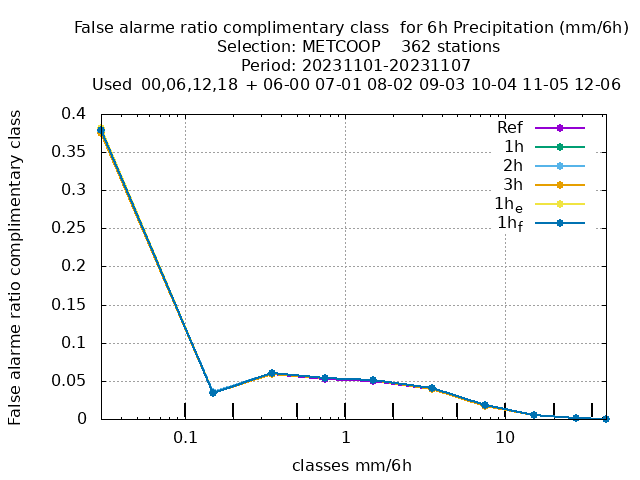 False alarme ratio complimentary class  for 6h Precipitation (mm/6h)
Selection: METCOOP    362 stations
Period: 20231101-20231107
Used  00,06,12,18  + 06-00 07-01 08-02 09-03 10-04 11-05 12-06
False alarme ratio complimentary class
0.4
0.35
0.3
0.25
0.2
0.15
0.1
0.05
0
Ref
1h
2h
3h
1h_e
1h_f
0.1 1 10
classes mm/6h